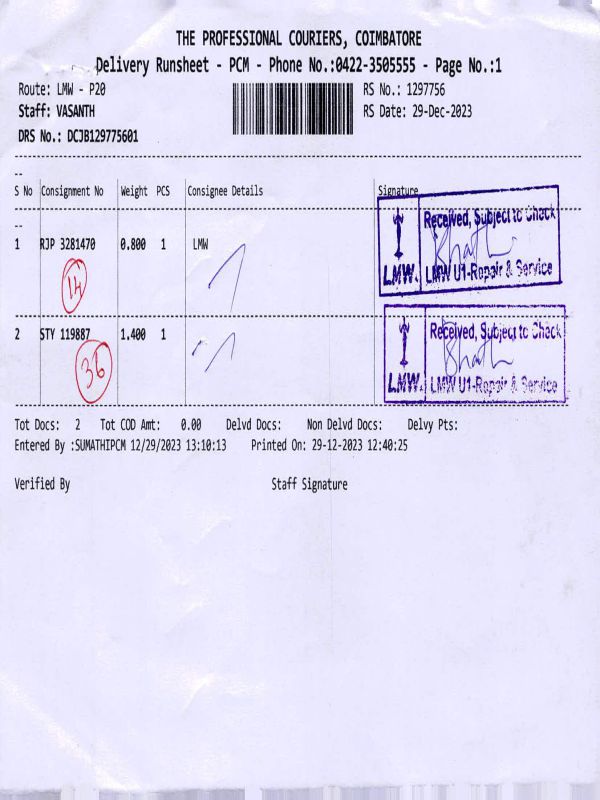 THE PROFESSIONAL COURIERS, COIMBATORE
Delivery Runsheet - PCM - Phone No.:0422-3505555 - Page No.:1
Route: LMW - P20 RS No.: 1297756
Staff: VASANTH RS Date: 29-Dec-2023
DRS No.: DCJB129775601
--
S No Consignment No Weight PCS Consignee Details Signature
--
Received, Subject to Check
1 RJP 3281470 0.800 1 LMW
14
LMW. LMW U1-Repair & Service
2 STY 119887 1.400 1
Received, Subject to Check
36
LMW. LMW U1-Repair & Service
Tot Docs: 2 Tot COD Amt: 0.00 Delvd Docs: Non Delvd Docs: Delvy Pts:
Entered By :SUMATHIPCM 12/29/2023 13:10:13 Printed On: 29-12-2023 12:40:25
Verified By Staff Signature